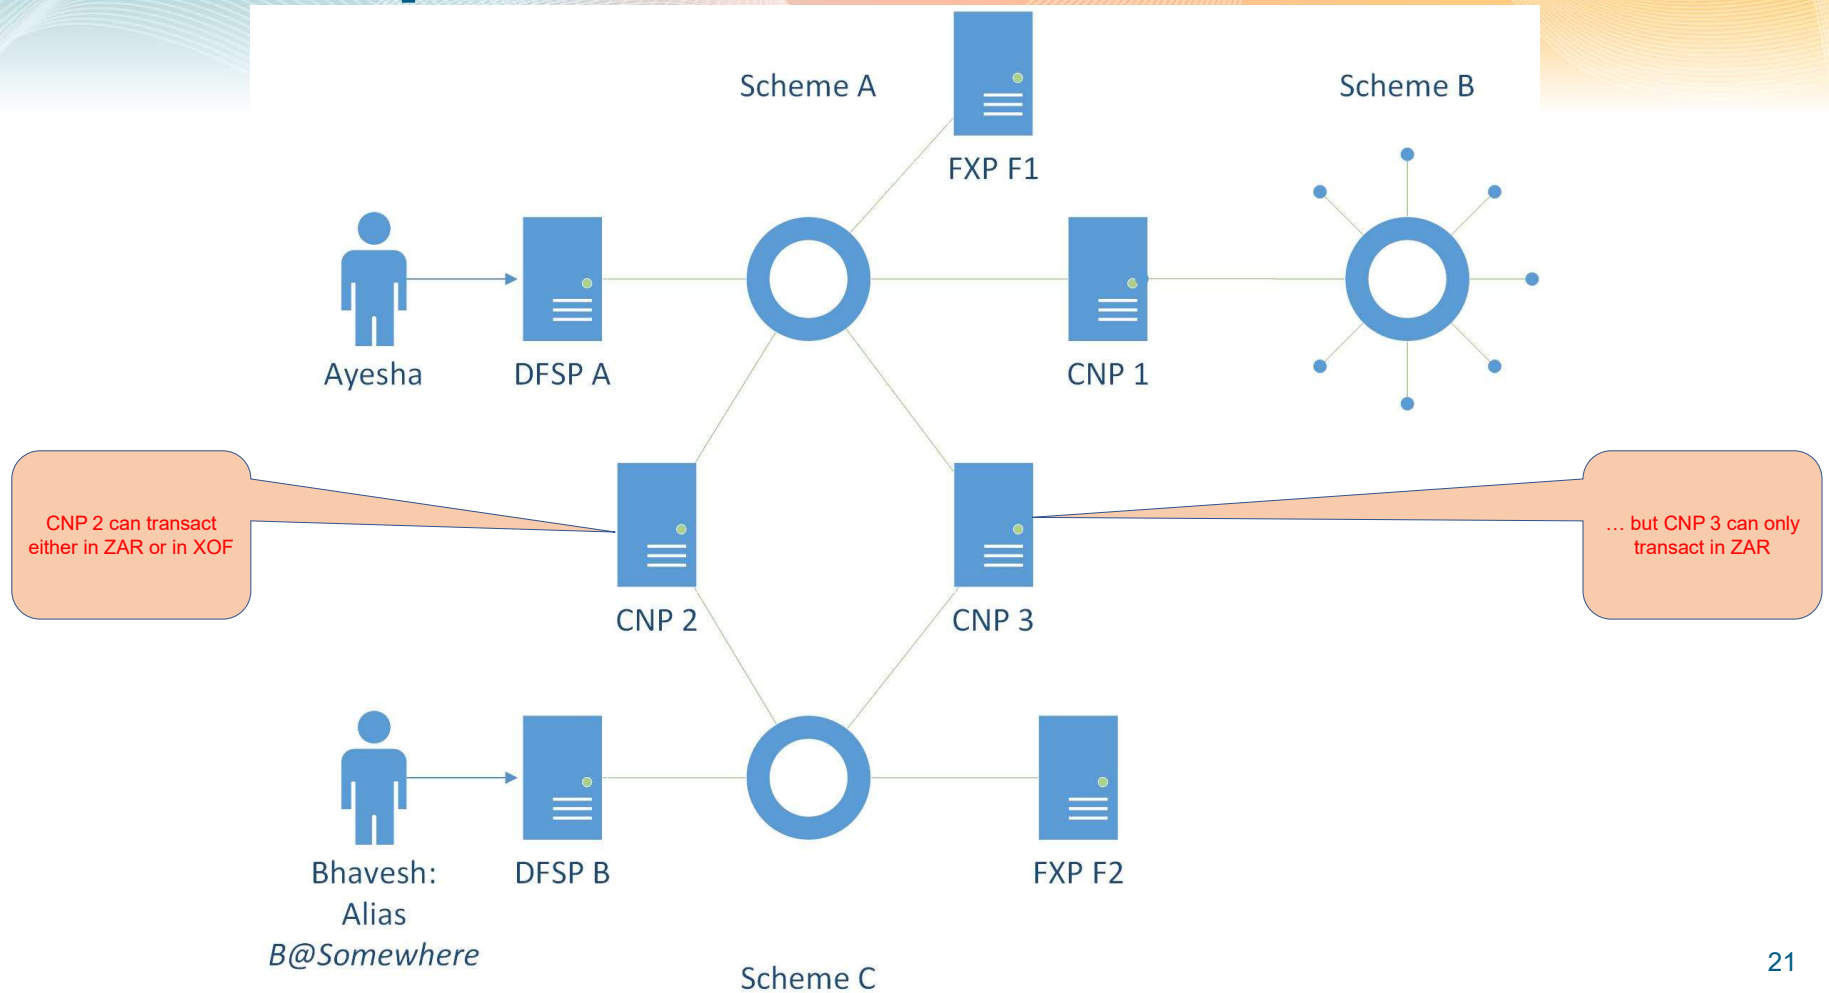 Scheme A
Scheme B
FXP F1
Ayesha
DFSP A
CNP 1
CNP 2 can transact
either in ZAR or in XOF
… but CNP 3 can only
transact in ZAR
CNP 2
CNP 3
Bhavesh:
Alias
B@Somewhere
DFSP B
FXP F2
Scheme C
21